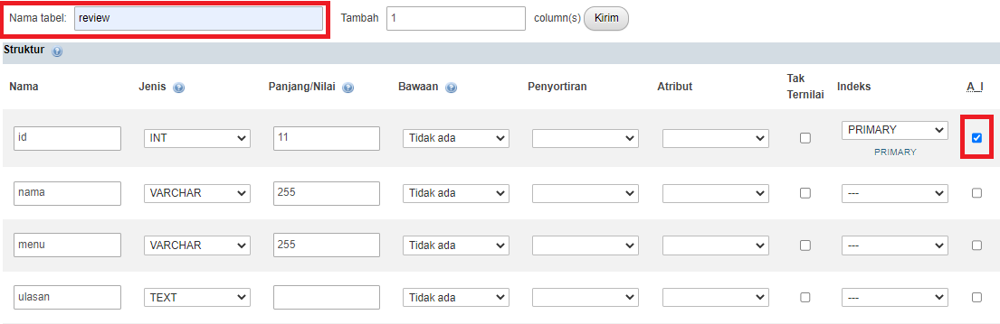 Nama tabel: review Tambah 1 column(s) Kirim
Struktur
Nama Jenis Panjang/Nilai Bawaan Penyortiran Atribut Tak Ternilai Indeks A_I
id INT 11 Tidak ada PRIMARY
PRIMARY
nama VARCHAR 255 Tidak ada ---
menu VARCHAR 255 Tidak ada ---
ulasan TEXT Tidak ada ---